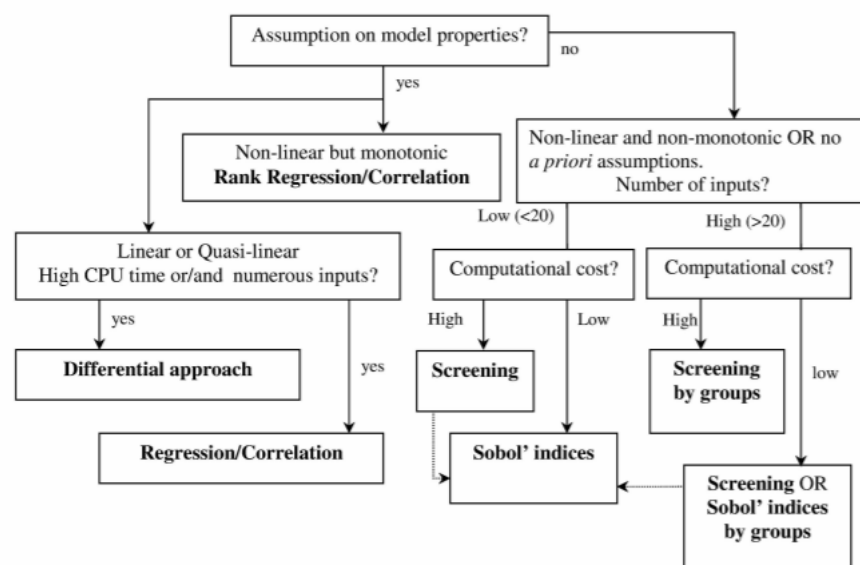 Assumption on model properties?
no
yes
Non-linear but monotonic
Rank Regression/Correlation
Non-linear and non-monotonic OR no
a priori assumptions.
Number of inputs?
Low (<20)
High (>20)
Linear or Quasi-linear
High CPU time or/and numerous inputs?
Computational cost?
Computational cost?
yes
High
Low
High
Differential approach
yes
Screening
Screening
by groups
low
Regression/Correlation
Sobol’ indices
Screening OR
Sobol’ indices
by groups